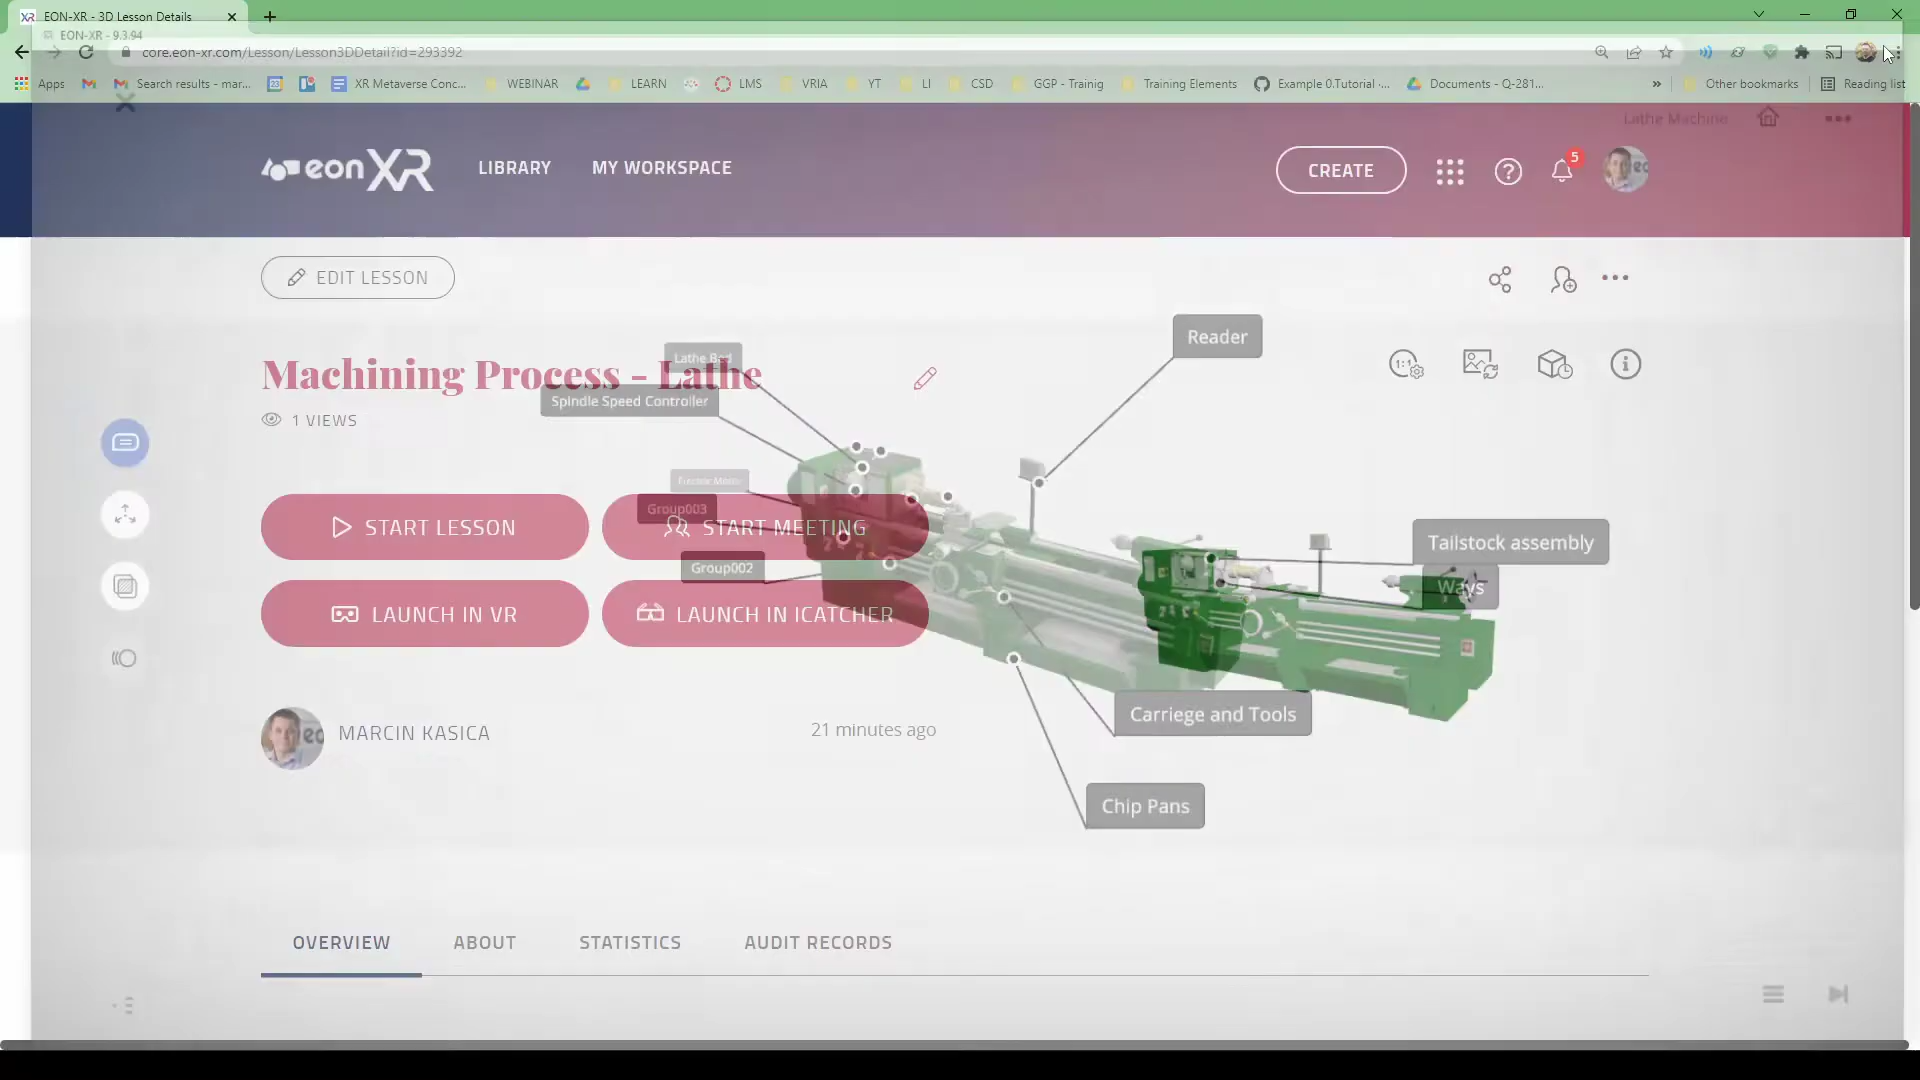 EON-XR - 3D Lesson Details
EON-XR - 9.3.94
core.eon-xr.com/Lesson/Lesson3DDetail?id=293392
Apps
Search results - mar...
XR Metaverse Conc...
WEBINAR
LEARN
LMS
VRIA
YT
LI
CSD
GGP - Trainig
Training Elements
Example 0.Tutorial -...
Documents - Q-281...
»
Other bookmarks
Reading list
Lathe Machine
eonXR
LIBRARY
MY WORKSPACE
CREATE
5
EDIT LESSON
Reader
Lathe Bed
Machining Process - Lathe
1:1
Spindle Speed Controller
1 VIEWS
Group003
START LESSON
START MEETING
Tailstock assembly
Group002
Ways
LAUNCH IN VR
LAUNCH IN ICATCHER
Carriege and Tools
MARCIN KASICA
21 minutes ago
Chip Pans
OVERVIEW
ABOUT
STATISTICS
AUDIT RECORDS